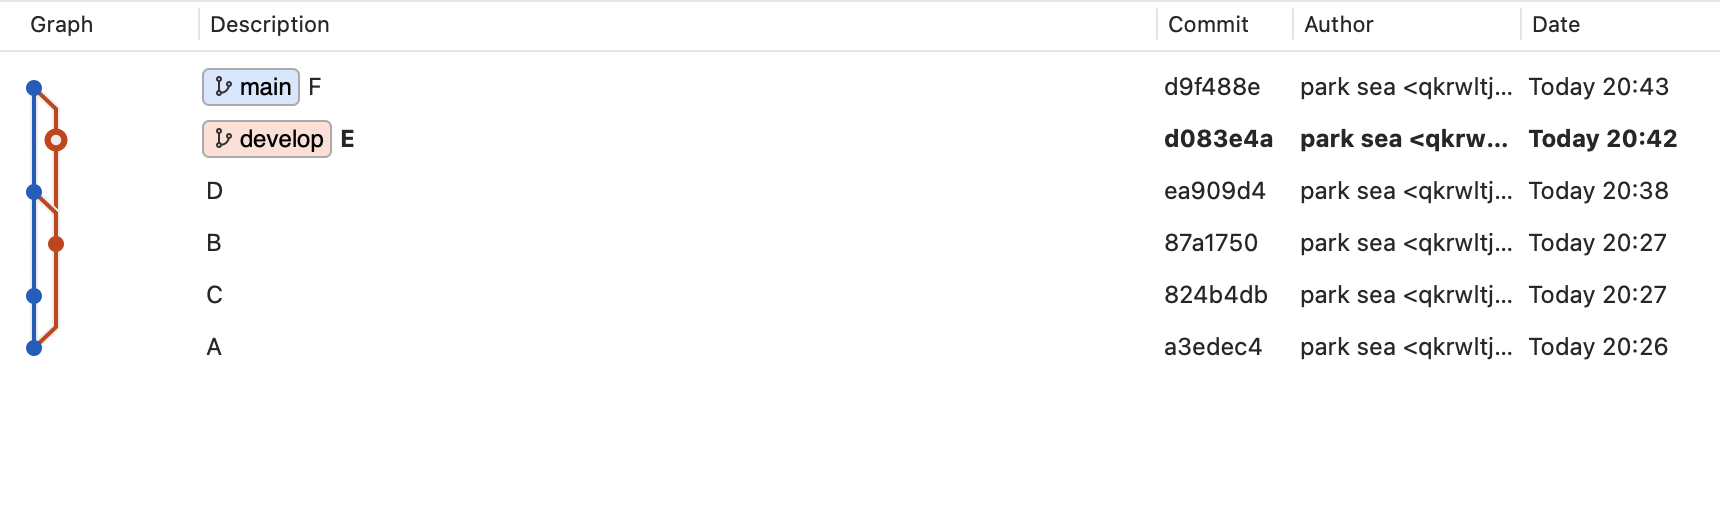 Graph Description Commit Author Date
main F d9f488e park sea <qkrwltj... Today 20:43
develop E d083e4a park sea <qkrw... Today 20:42
D ea909d4 park sea <qkrwltj... Today 20:38
B 87a1750 park sea <qkrwltj... Today 20:27
C 824b4db park sea <qkrwltj... Today 20:27
A a3edec4 park sea <qkrwltj... Today 20:26